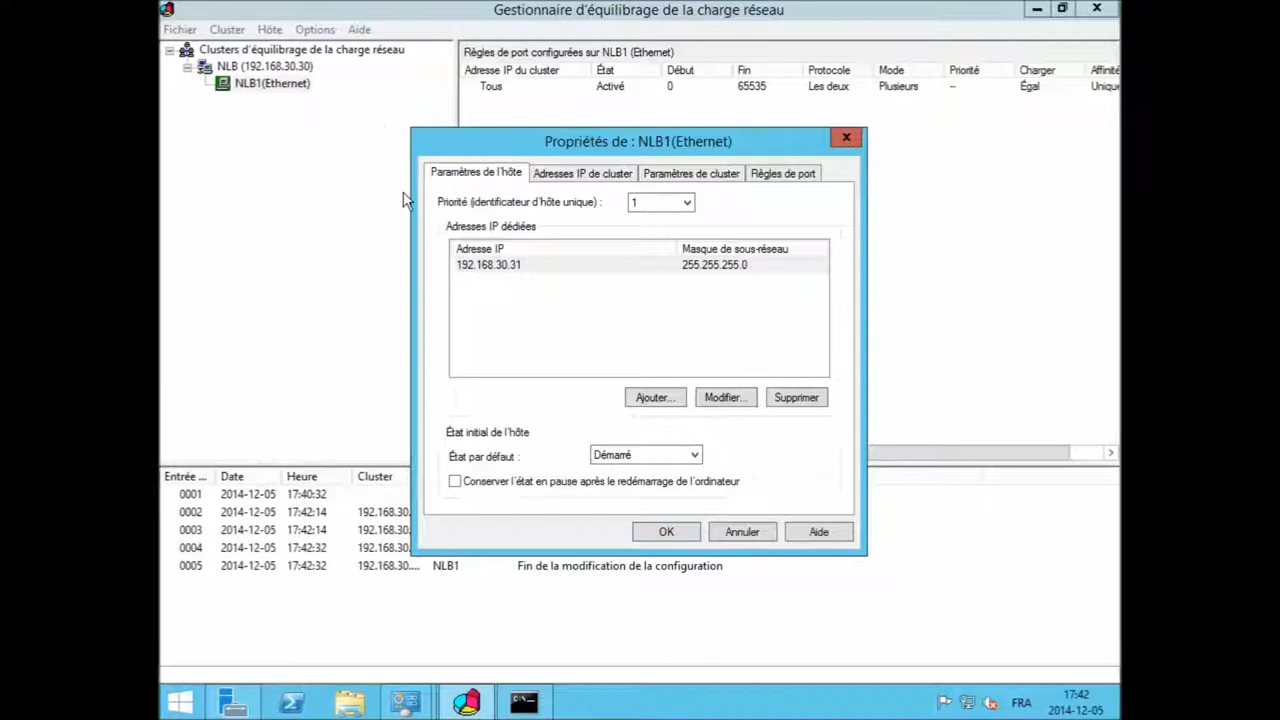 Gestionnaire d'équilibrage de la charge réseau
Fichier Cluster Hôte Options Aide
Clusters d'équilibrage de la charge réseau
NLB (192.168.30.30)
NLB1(Ethernet)
Règles de port configurées sur NLB1 (Ethernet)
Adresse IP du cluster État Début Fin Protocole Mode Priorité Charger Affinité
Tous Activé 0 65535 Les deux Plusieurs -- Égal Unique
Propriétés de : NLB1(Ethernet)
Paramètres de l'hôte Adresses IP de cluster Paramètres de cluster Règles de port
Priorité (identificateur d'hôte unique) : 1
Adresses IP dédiées
Adresse IP Masque de sous-réseau
192.168.30.31 255.255.255.0
Ajouter... Modifier... Supprimer
État initial de l'hôte
État par défaut : Démarré
Conserver l'état en pause après le redémarrage de l'ordinateur
OK Annuler Aide
Entrée ... Date Heure Cluster
0001 2014-12-05 17:40:32
0002 2014-12-05 17:42:14 192.168.30.
0003 2014-12-05 17:42:14 192.168.30.
0004 2014-12-05 17:42:32 192.168.30.
0005 2014-12-05 17:42:32 192.168.30.... NLB1 Fin de la modification de la configuration
FRA
17:42
2014-12-05